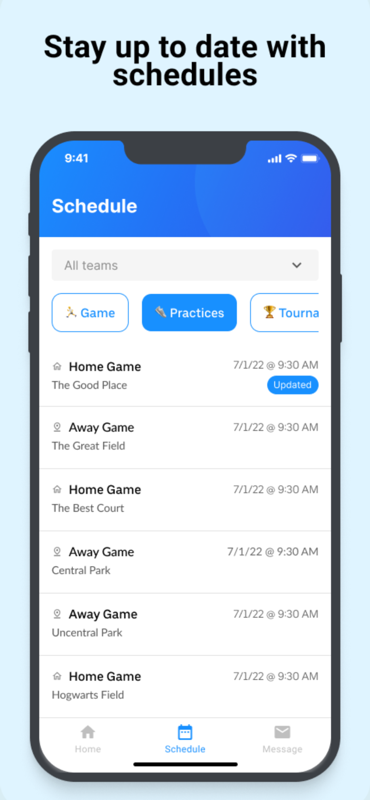 Stay up to date with
schedules
9:41
Schedule
All teams
Game
Practices
Tourna
Home Game
7/1/22 @ 9:30 AM
The Good Place
Updated
Away Game
7/1/22 @ 9:30 AM
The Great Field
Home Game
7/1/22 @ 9:30 AM
The Best Court
Away Game
7/1/22 @ 9:30 AM
Central Park
Away Game
7/1/22 @ 9:30 AM
Uncentral Park
Home Game
7/1/22 @ 9:30 AM
Hogwarts Field
Home
Schedule
Message